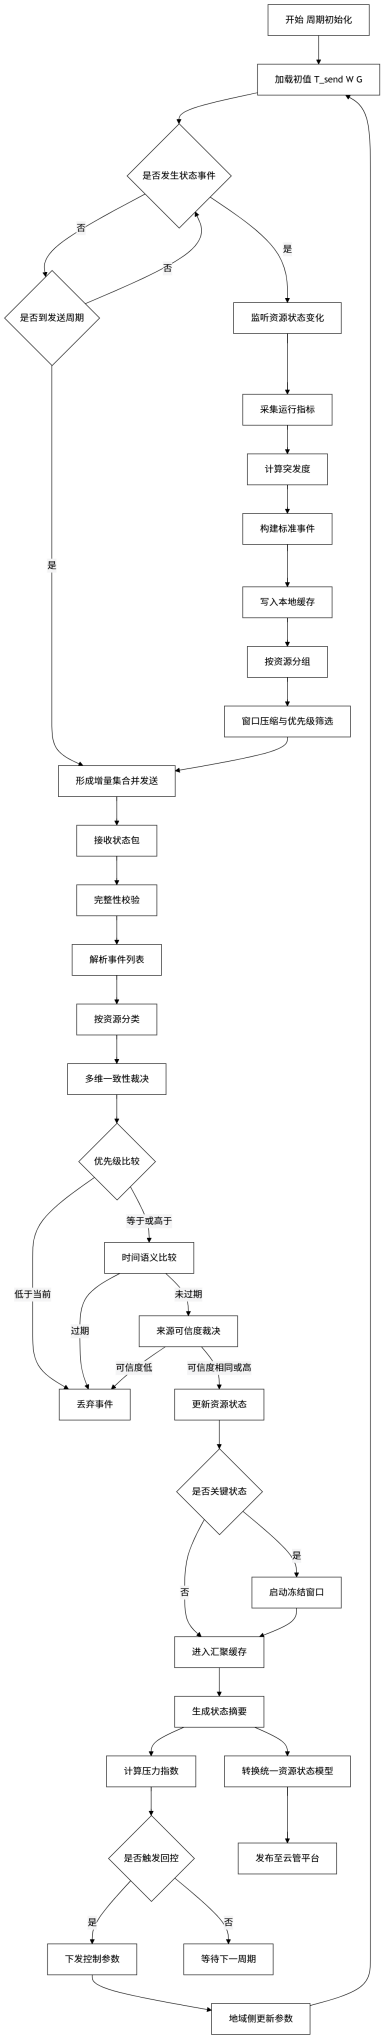 开始 周期初始化
加载初值 T_send W G
是否发生状态事件
否
是
否
是否到发送周期
监听资源状态变化
采集运行指标
计算突发度
构建标准事件
是
写入本地缓存
按资源分组
窗口压缩与优先级筛选
形成增量集合并发送
接收状态包
完整性校验
解析事件列表
按资源分类
多维一致性裁决
优先级比较
等于或高于
时间语义比较
低于当前
未过期
过期
来源可信度裁决
可信度低
可信度相同或高
丢弃事件
更新资源状态
是否关键状态
是
否
启动冻结窗口
进入汇聚缓存
生成状态摘要
计算压力指数
转换统一资源状态模型
是否触发回控
发布至云管平台
是
否
下发控制参数
等待下一周期
地域侧更新参数